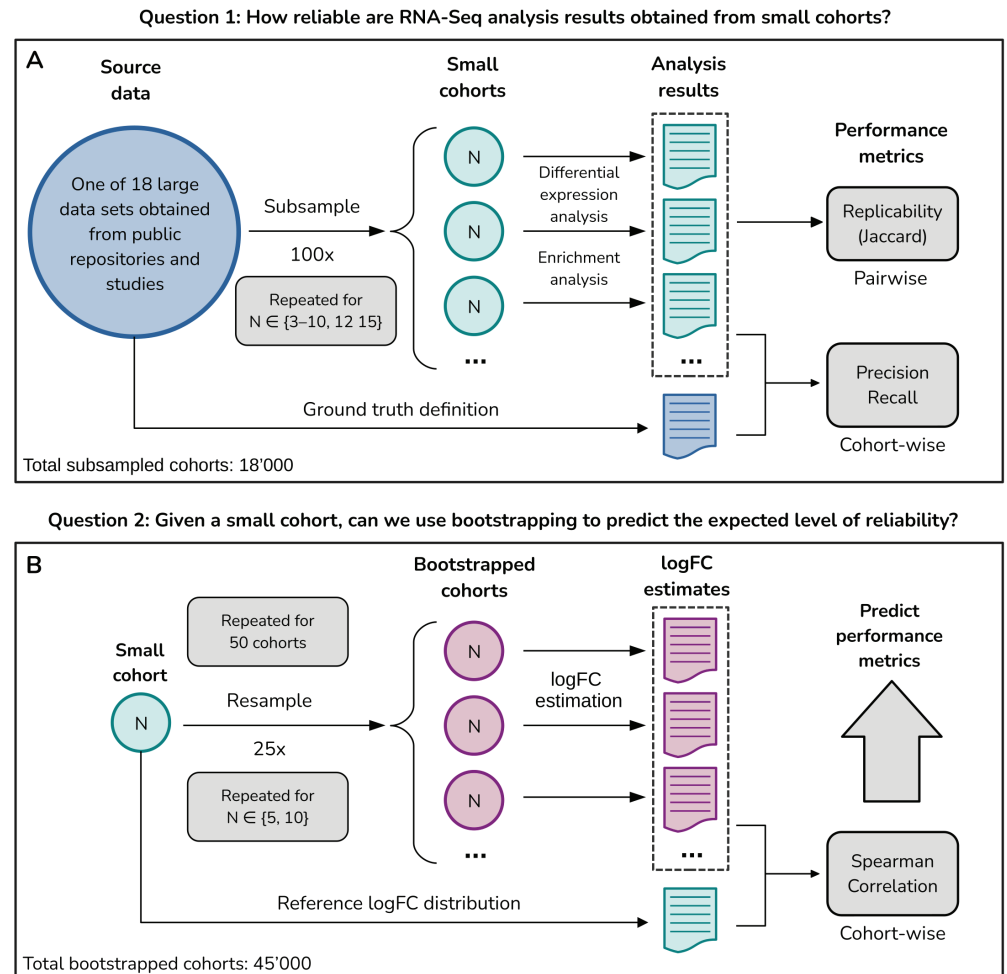 Question 1: How reliable are RNA-Seq analysis results obtained from small cohorts?
A
Source
data
Small
cohorts
Analysis
results
Performance
metrics
One of 18 large
data sets obtained
from public
repositories and
studies
Subsample
100x
Repeated for
N ∈ {3–10, 12 15}
N
N
N
...
Differential
expression
analysis
Enrichment
analysis
...
Replicability
(Jaccard)
Pairwise
Precision
Recall
Cohort-wise
Ground truth definition
Total subsampled cohorts: 18'000
Question 2: Given a small cohort, can we use bootstrapping to predict the expected level of reliability?
B
Bootstrapped
cohorts
logFC
estimates
Predict
performance
metrics
Repeated for
50 cohorts
Small
cohort
N
Resample
25x
Repeated for
N ∈ {5, 10}
N
N
N
...
logFC
estimation
...
Spearman
Correlation
Cohort-wise
Reference logFC distribution
Total bootstrapped cohorts: 45'000